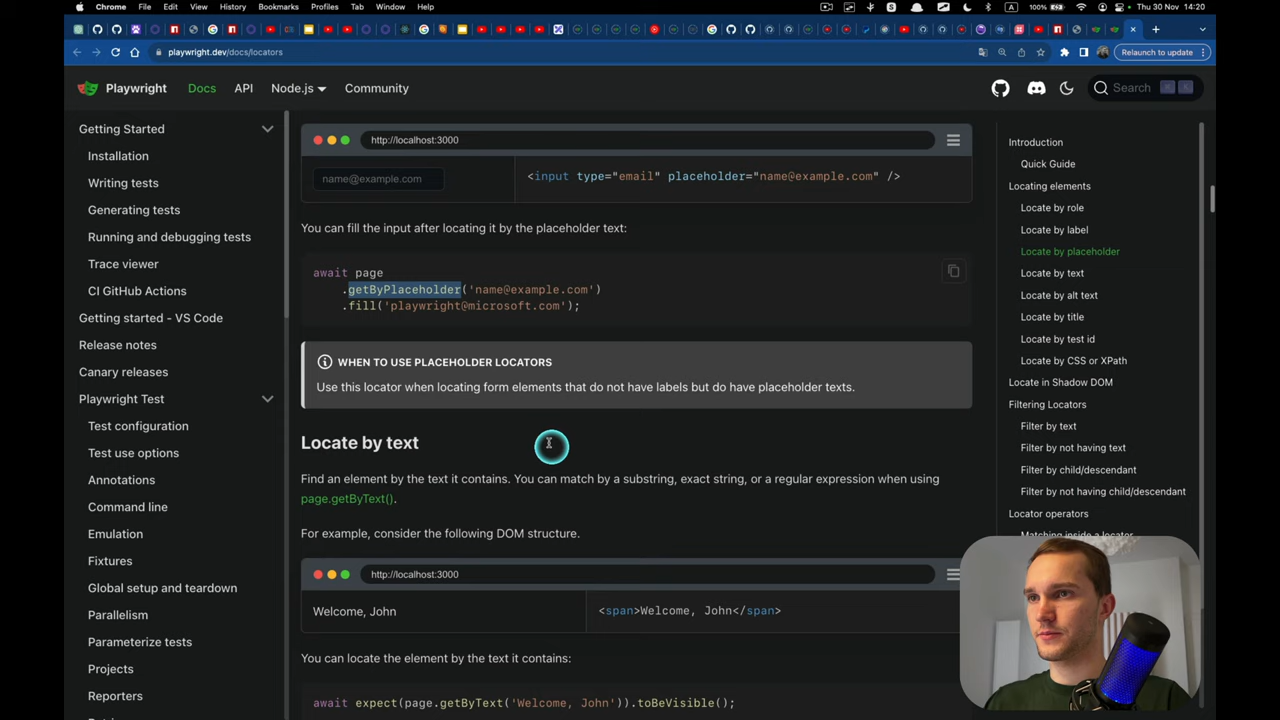 Chrome File Edit View History Bookmarks Profiles Tab Window Help
100% Thu 30 Nov 14:20
playwright.dev/docs/locators
Relaunch to update
Playwright Docs API Node.js Community
Search K
Getting Started
Installation
Writing tests
Generating tests
Running and debugging tests
Trace viewer
CI GitHub Actions
Getting started - VS Code
Release notes
Canary releases
Playwright Test
Test configuration
Test use options
Annotations
Command line
Emulation
Fixtures
Global setup and teardown
Parallelism
Parameterize tests
Projects
Reporters
http://localhost:3000
name@example.com
<input type="email" placeholder="name@example.com" />
You can fill the input after locating it by the placeholder text:
await page
.getByPlaceholder('name@example.com')
.fill('playwright@microsoft.com');
WHEN TO USE PLACEHOLDER LOCATORS
Use this locator when locating form elements that do not have labels but do have placeholder texts.
Locate by text
Find an element by the text it contains. You can match by a substring, exact string, or a regular expression when using
page.getByText().
For example, consider the following DOM structure.
http://localhost:3000
Welcome, John
<span>Welcome, John</span>
You can locate the element by the text it contains:
await expect(page.getByText('Welcome, John')).toBeVisible();
Introduction
Quick Guide
Locating elements
Locate by role
Locate by label
Locate by placeholder
Locate by text
Locate by alt text
Locate by title
Locate by test id
Locate by CSS or XPath
Locate in Shadow DOM
Filtering Locators
Filter by text
Filter by not having text
Filter by child/descendant
Filter by not having child/descendant
Locator operators
Matching inside a locator